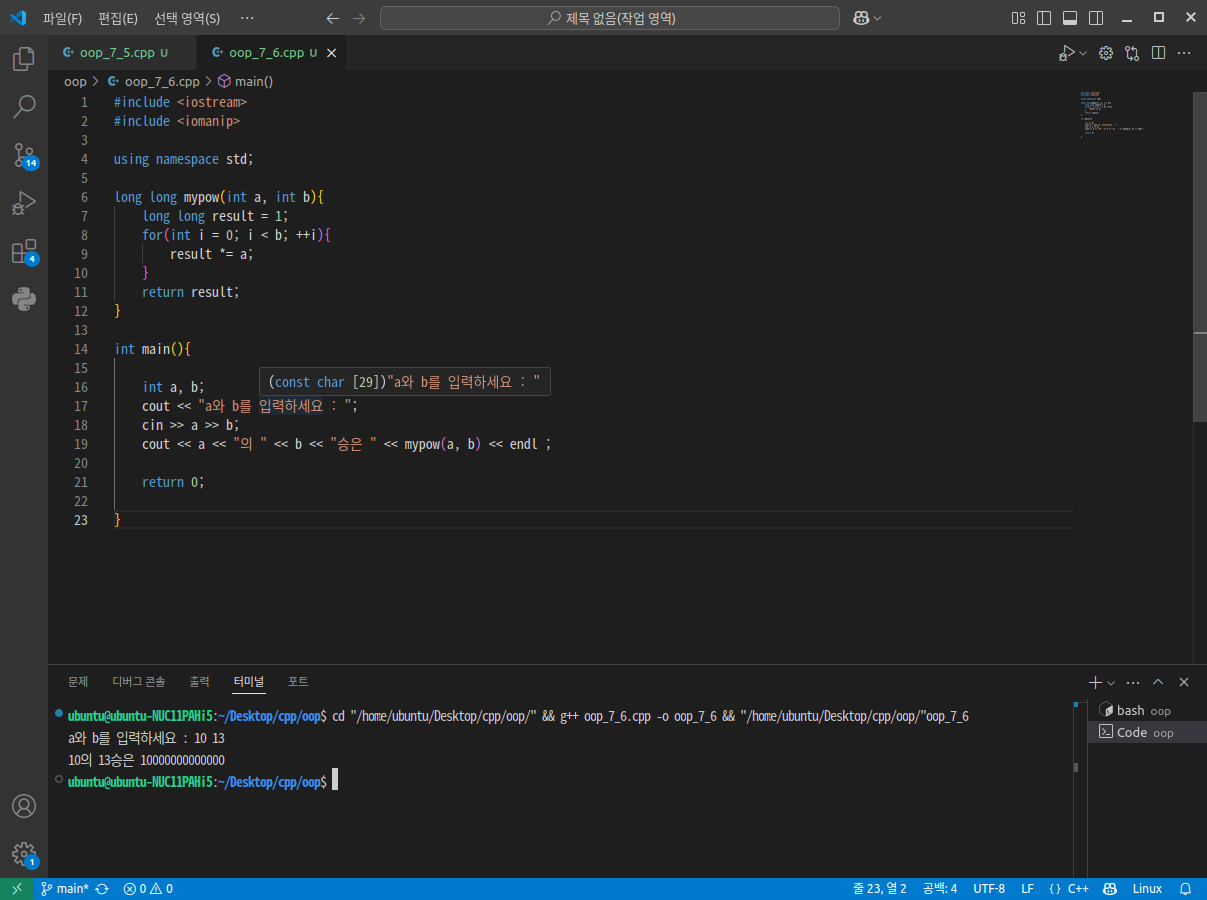 파일(F) 편집(E) 선택 영역(S) ··· 제목 없음(작업 영역)
oop_7_5.cpp U oop_7_6.cpp U
oop > oop_7_6.cpp > main()
1 #include <iostream>
2 #include <iomanip>
3
4 using namespace std;
5
6 long long mypow(int a, int b){
7 long long result = 1;
8 for(int i = 0; i < b; ++i){
9 result *= a;
10 }
11 return result;
12 }
13
14 int main(){
15
(const char [29])"a와 b를 입력하세요 : "
16 int a, b;
17 cout << "a와 b를 입력하세요 : ";
18 cin >> a >> b;
19 cout << a << "의 " << b << "승은 " << mypow(a, b) << endl ;
20
21 return 0;
22
23 }
14
4
문제 디버그 콘솔 출력 터미널 포트
ubuntu@ubuntu-NUC11PAHi5:~/Desktop/cpp/oop$ cd "/home/ubuntu/Desktop/cpp/oop/" && g++ oop_7_6.cpp -o oop_7_6 && "/home/ubuntu/Desktop/cpp/oop/"oop_7_6
a와 b를 입력하세요 : 10 13
10의 13승은 10000000000000
ubuntu@ubuntu-NUC11PAHi5:~/Desktop/cpp/oop$
bash oop
Code oop
1
main* 0 0 줄 23, 열 2 공백: 4 UTF-8 LF {} C++ Linux